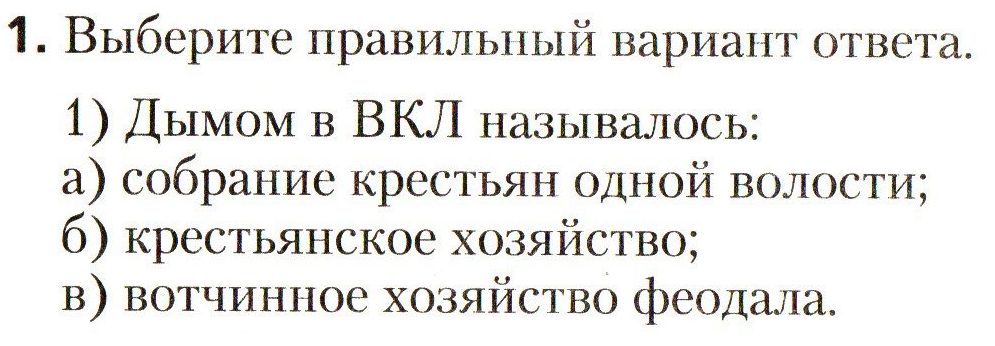 1. Выберите правильный вариант ответа.
1) Дымом в ВКЛ называлось:
а) собрание крестьян одной волости;
б) крестьянское хозяйство;
в) вотчинное хозяйство феодала.